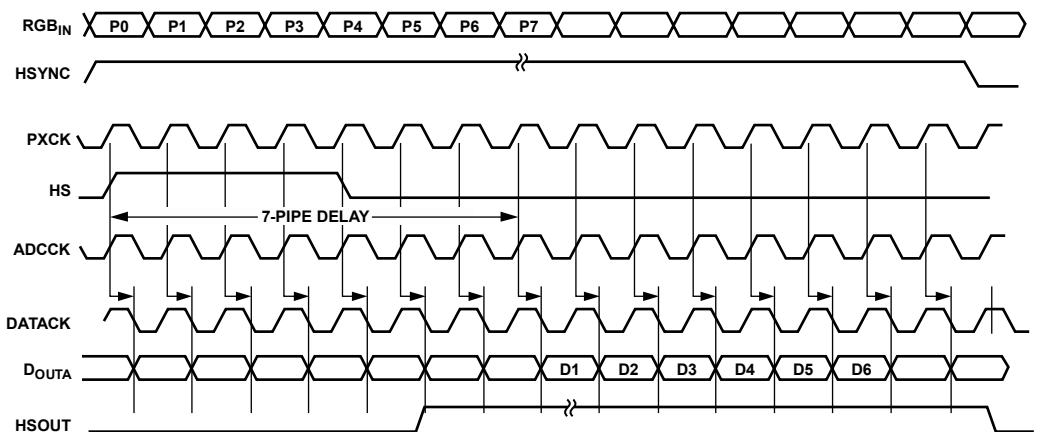 RGBIN P0 P1 P2 P3 P4 P5 P6 P7
HSYNC
PXCK
HS
7-PIPE DELAY
ADCCK
DATACK
DOUTA D1 D2 D3 D4 D5 D6
HSOUT